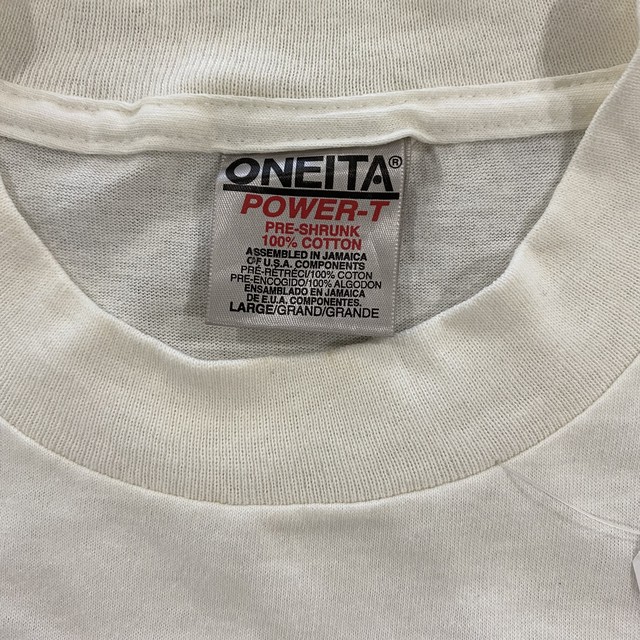 ONEITA®
POWER-T
PRE-SHRUNK
100% COTTON
ASSEMBLED IN JAMAICA
OF U.S.A. COMPONENTS
PRÉ-RÉTRÉCI/100% COTON
PRE-ENCOGIDO/100% ALGODON
ENSAMBLADO EN JAMAICA
DE E.U.A. COMPONENTES.
LARGE/GRAND/GRANDE